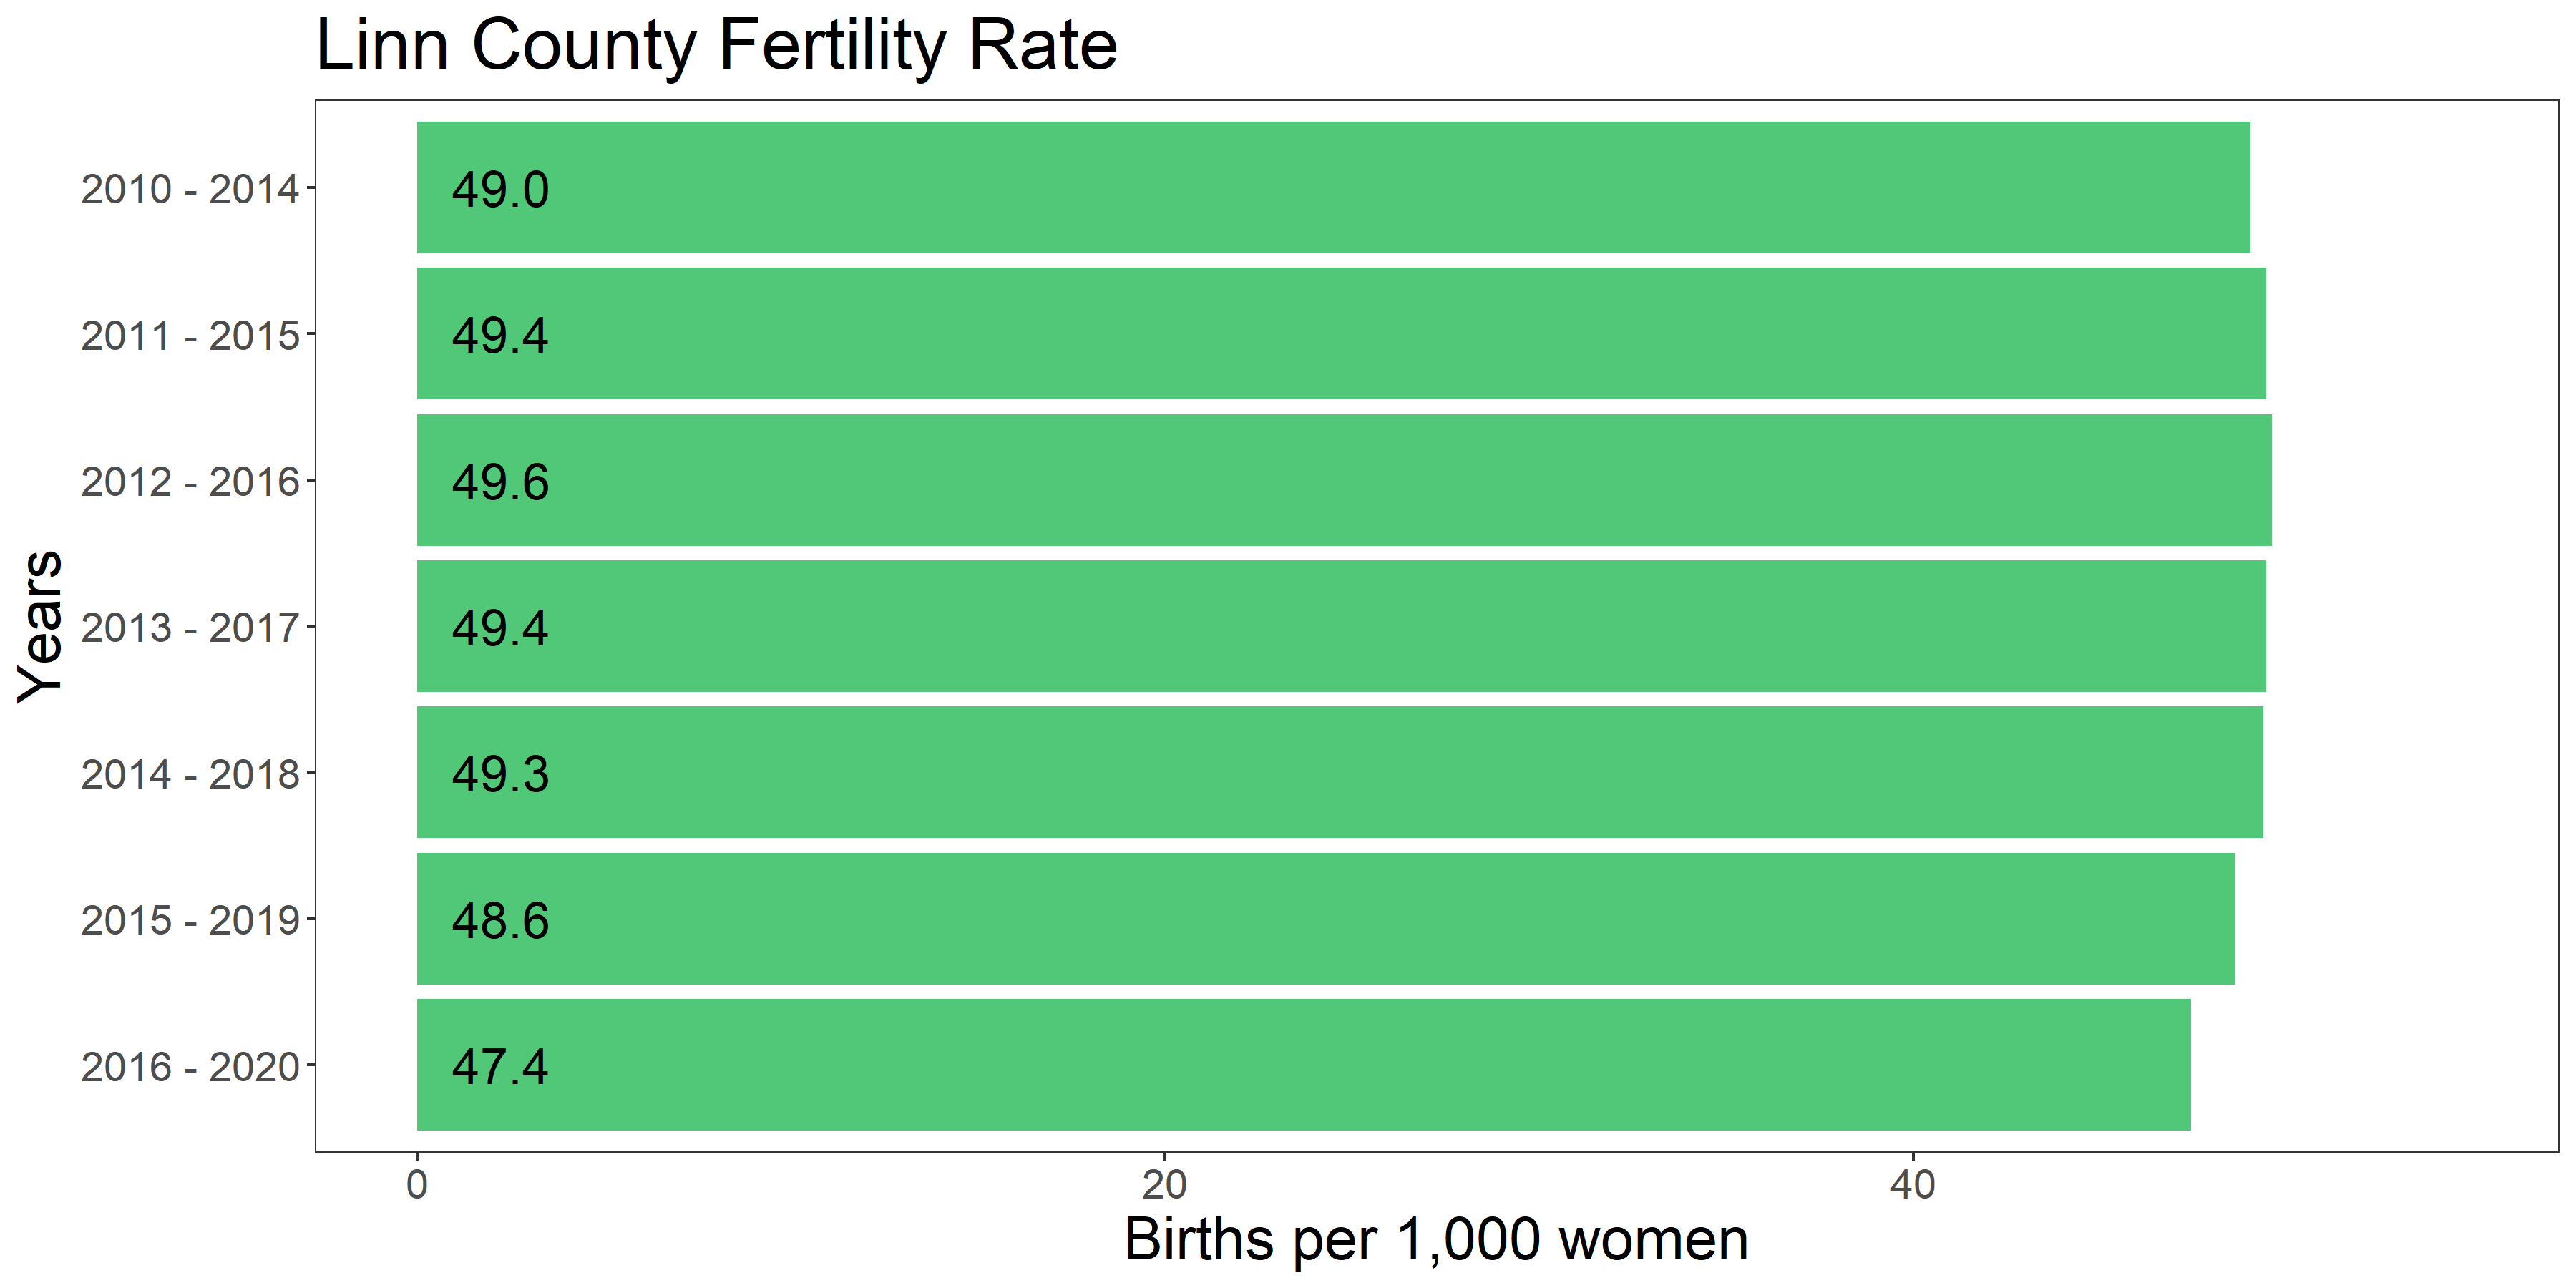 Linn County Fertility Rate
Years
2010 - 2014
49.0
2011 - 2015
49.4
2012 - 2016
49.6
2013 - 2017
49.4
2014 - 2018
49.3
2015 - 2019
48.6
2016 - 2020
47.4
0
20
40
Births per 1,000 women